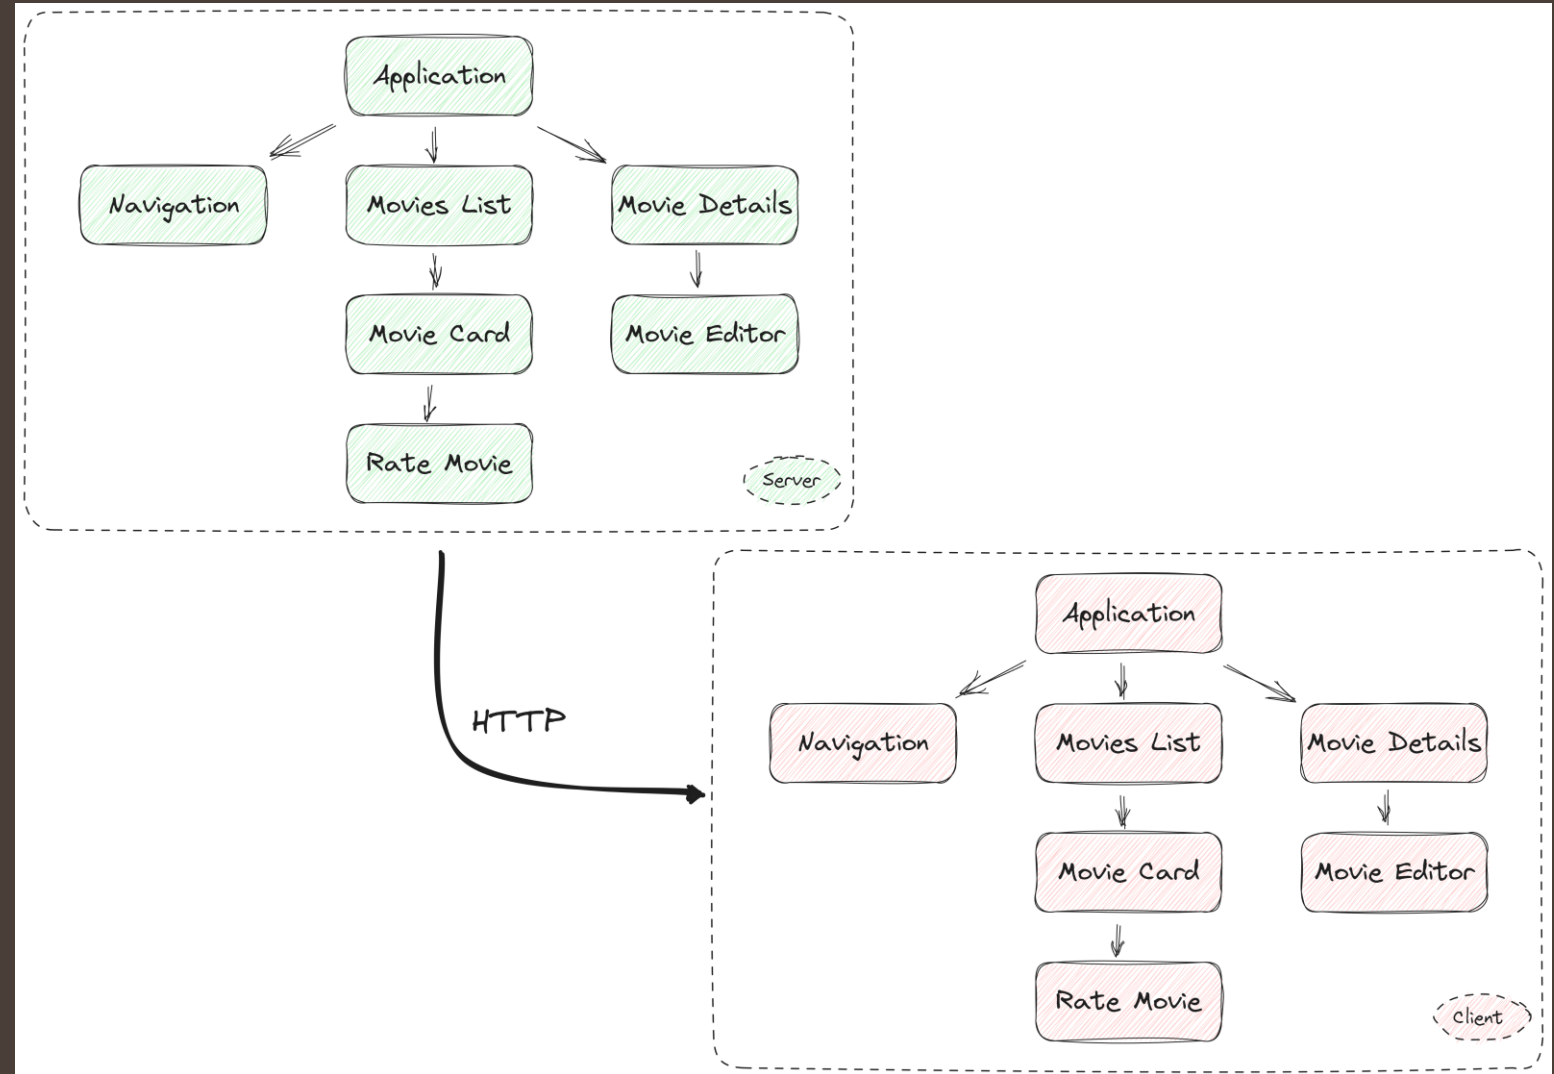 Application
Navigation
Movies List
Movie Details
Movie Card
Movie Editor
Rate Movie
Server
HTTP
Application
Navigation
Movies List
Movie Details
Movie Card
Movie Editor
Rate Movie
Client